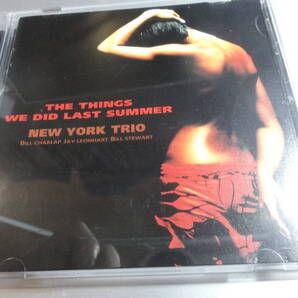 THE THINGS
WE DID LAST SUMMER
NEW YORK TRIO
BILL CHARLAP JAY LEONHART BILL STEWART